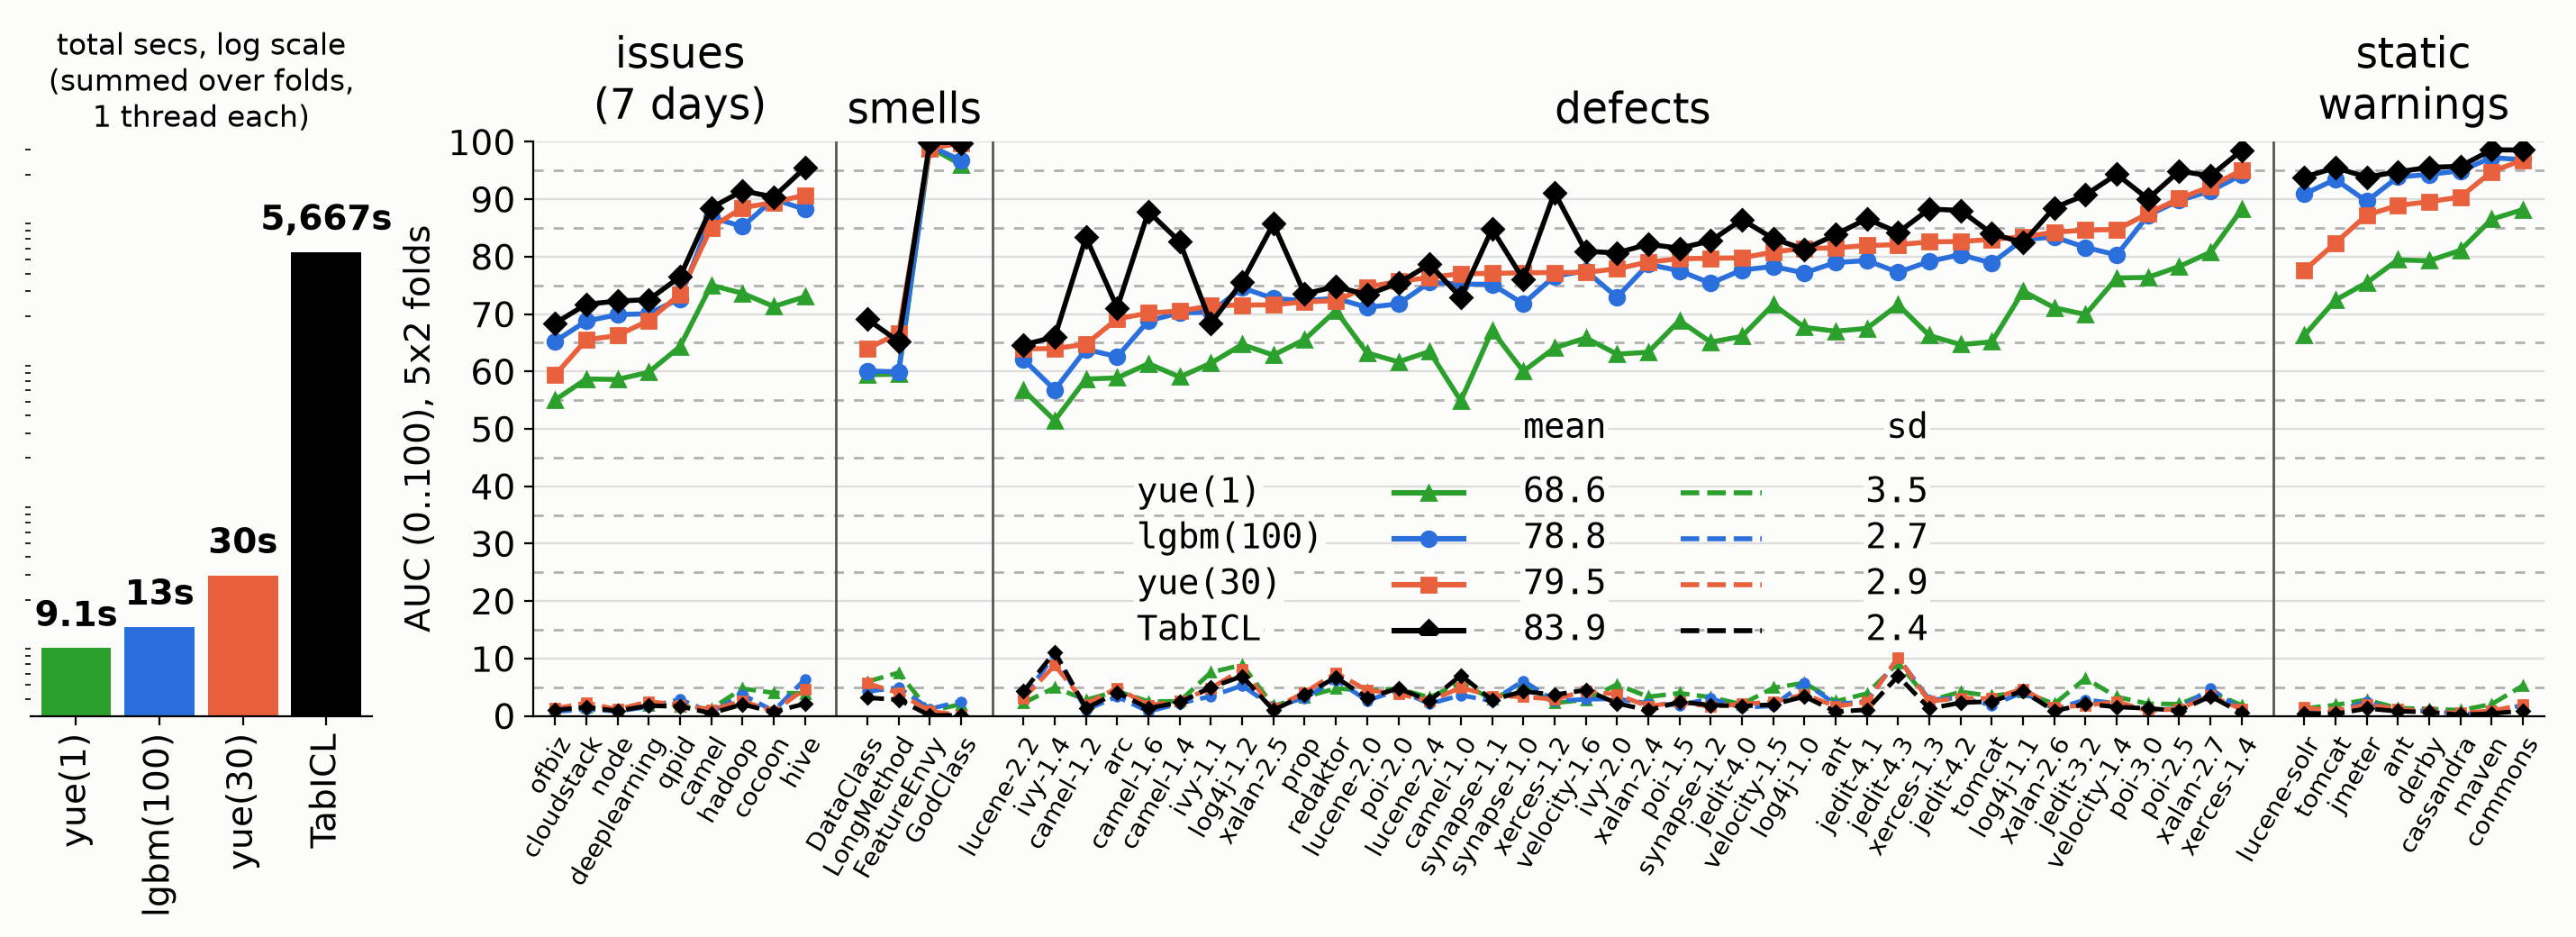 total secs, log scale
(summed over folds,
1 thread each)
5,667s
30s
13s
9.1s
yue(1)
lgbm(100)
yue(30)
TabICL
AUC (0..100), 5x2 folds
issues
(7 days)
smells
defects
static
warnings
100
90
80
70
60
50
40
30
20
10
0
mean sd
yue(1) 68.6 3.5
lgbm(100) 78.8 2.7
yue(30) 79.5 2.9
TabICL 83.9 2.4
ofbiz
cloudstack
node
deeplearning
qpid
camel
hadoop
cocoon
hive
DataClass
LongMethod
FeatureEnvy
GodClass
lucene-2.2
ivy-1.4
camel-1.2
arc
camel-1.6
camel-1.4
ivy-1.1
log4j-1.2
xalan-2.5
prop
redaktor
lucene-2.0
poi-2.0
lucene-2.4
camel-1.0
synapse-1.1
synapse-1.0
xerces-1.2
velocity-1.6
ivy-2.0
xalan-2.4
poi-1.5
synapse-1.2
jedit-4.0
velocity-1.5
log4j-1.0
ant
jedit-4.1
jedit-4.3
xerces-1.3
jedit-4.2
tomcat
log4j-1.1
xalan-2.6
jedit-3.2
velocity-1.4
poi-3.0
poi-2.5
xalan-2.7
xerces-1.4
lucene-solr
tomcat
jmeter
ant
derby
cassandra
maven
commons